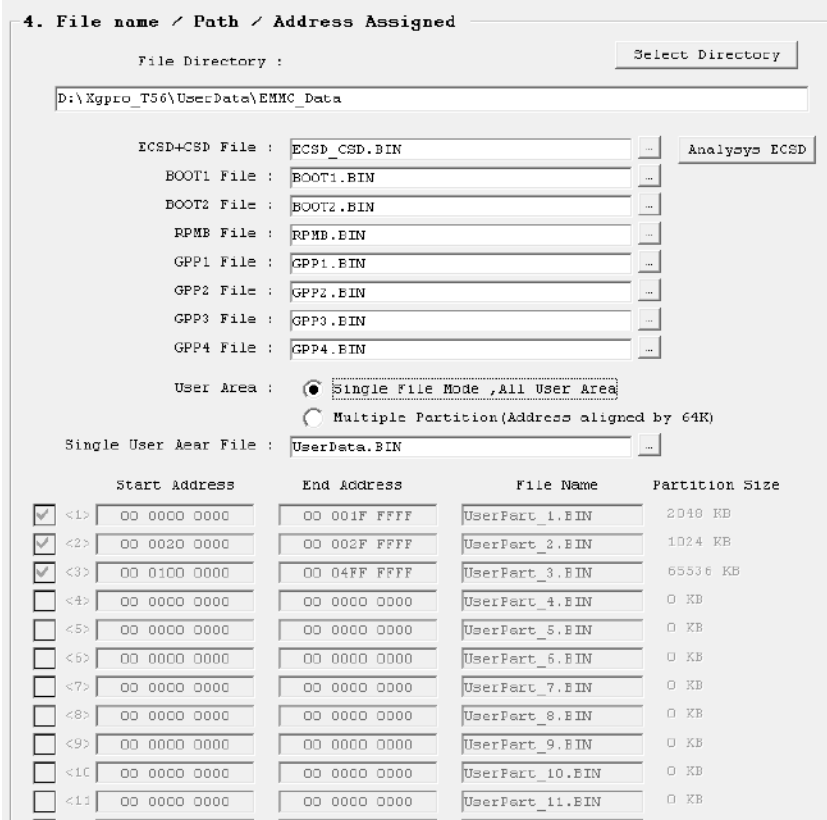 4. File name / Path / Address Assigned
File Directory : Select Directory
D:\Xgpro_T56\UserData\EMMC_Data
ECSD+CSD File : ECSD_CSD.BIN ... Analysys ECSD
BOOT1 File : BOOT1.BIN ...
BOOT2 File : BOOT2.BIN ...
RPMB File : RPMB.BIN ...
GPP1 File : GPP1.BIN ...
GPP2 File : GPP2.BIN ...
GPP3 File : GPP3.BIN ...
GPP4 File : GPP4.BIN ...
User Area : Single File Mode ,All User Area
Multiple Partition(Address aligned by 64K)
Single User Aear File : UserData.BIN ...
Start Address End Address File Name Partition Size
<1> 00 0000 0000 00 001F FFFF UserPart_1.BIN 2048 KB
<2> 00 0020 0000 00 002F FFFF UserPart_2.BIN 1024 KB
<3> 00 0100 0000 00 04FF FFFF UserPart_3.BIN 65536 KB
<4> 00 0000 0000 00 0000 0000 UserPart_4.BIN 0 KB
<5> 00 0000 0000 00 0000 0000 UserPart_5.BIN 0 KB
<6> 00 0000 0000 00 0000 0000 UserPart_6.BIN 0 KB
<7> 00 0000 0000 00 0000 0000 UserPart_7.BIN 0 KB
<8> 00 0000 0000 00 0000 0000 UserPart_8.BIN 0 KB
<9> 00 0000 0000 00 0000 0000 UserPart_9.BIN 0 KB
<10 00 0000 0000 00 0000 0000 UserPart_10.BIN 0 KB
<11 00 0000 0000 00 0000 0000 UserPart_11.BIN 0 KB